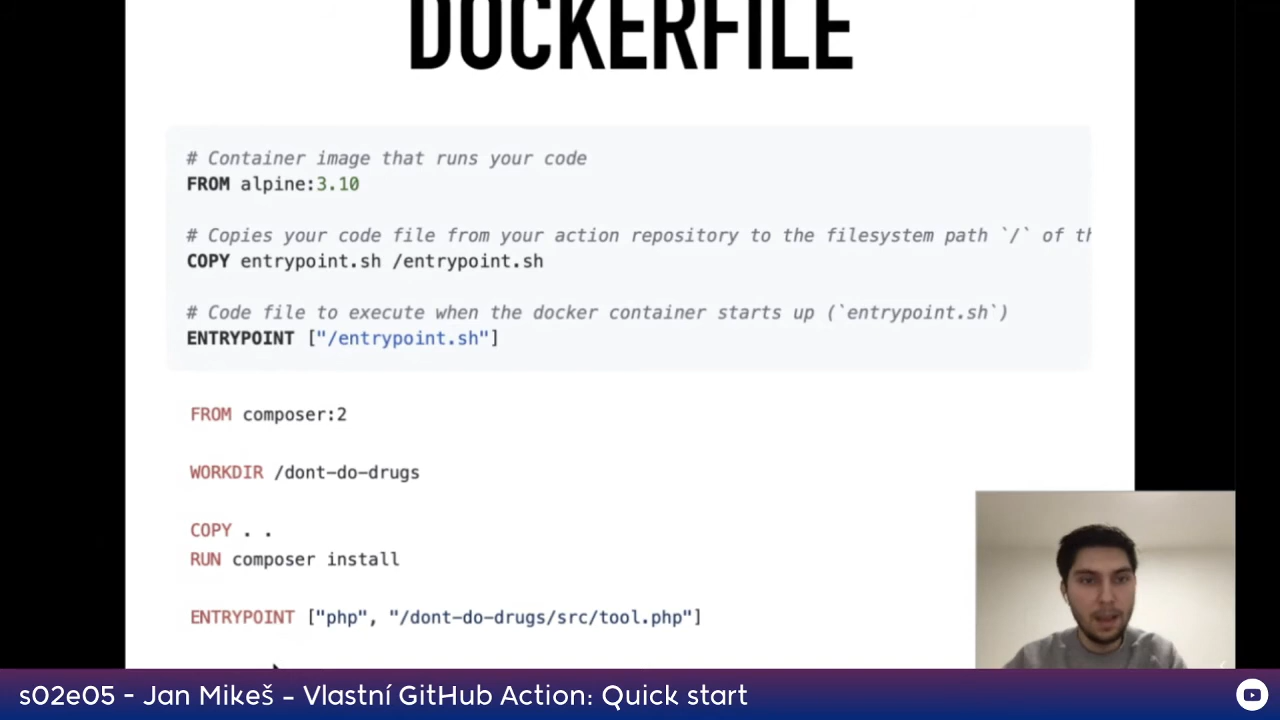 DOCKERFILE
# Container image that runs your code
FROM alpine:3.10
# Copies your code file from your action repository to the filesystem path `/` of th
COPY entrypoint.sh /entrypoint.sh
# Code file to execute when the docker container starts up (`entrypoint.sh`)
ENTRYPOINT ["/entrypoint.sh"]
FROM composer:2
WORKDIR /dont-do-drugs
COPY . .
RUN composer install
ENTRYPOINT ["php", "/dont-do-drugs/src/tool.php"]
s02e05 - Jan Mikeš – Vlastní GitHub Action: Quick start